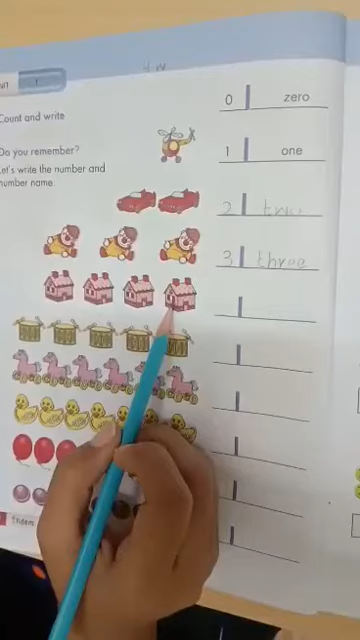 1
Count and write
0 zero
Do you remember?
1 one
Let's write the number and
number name.
2 two
3 three